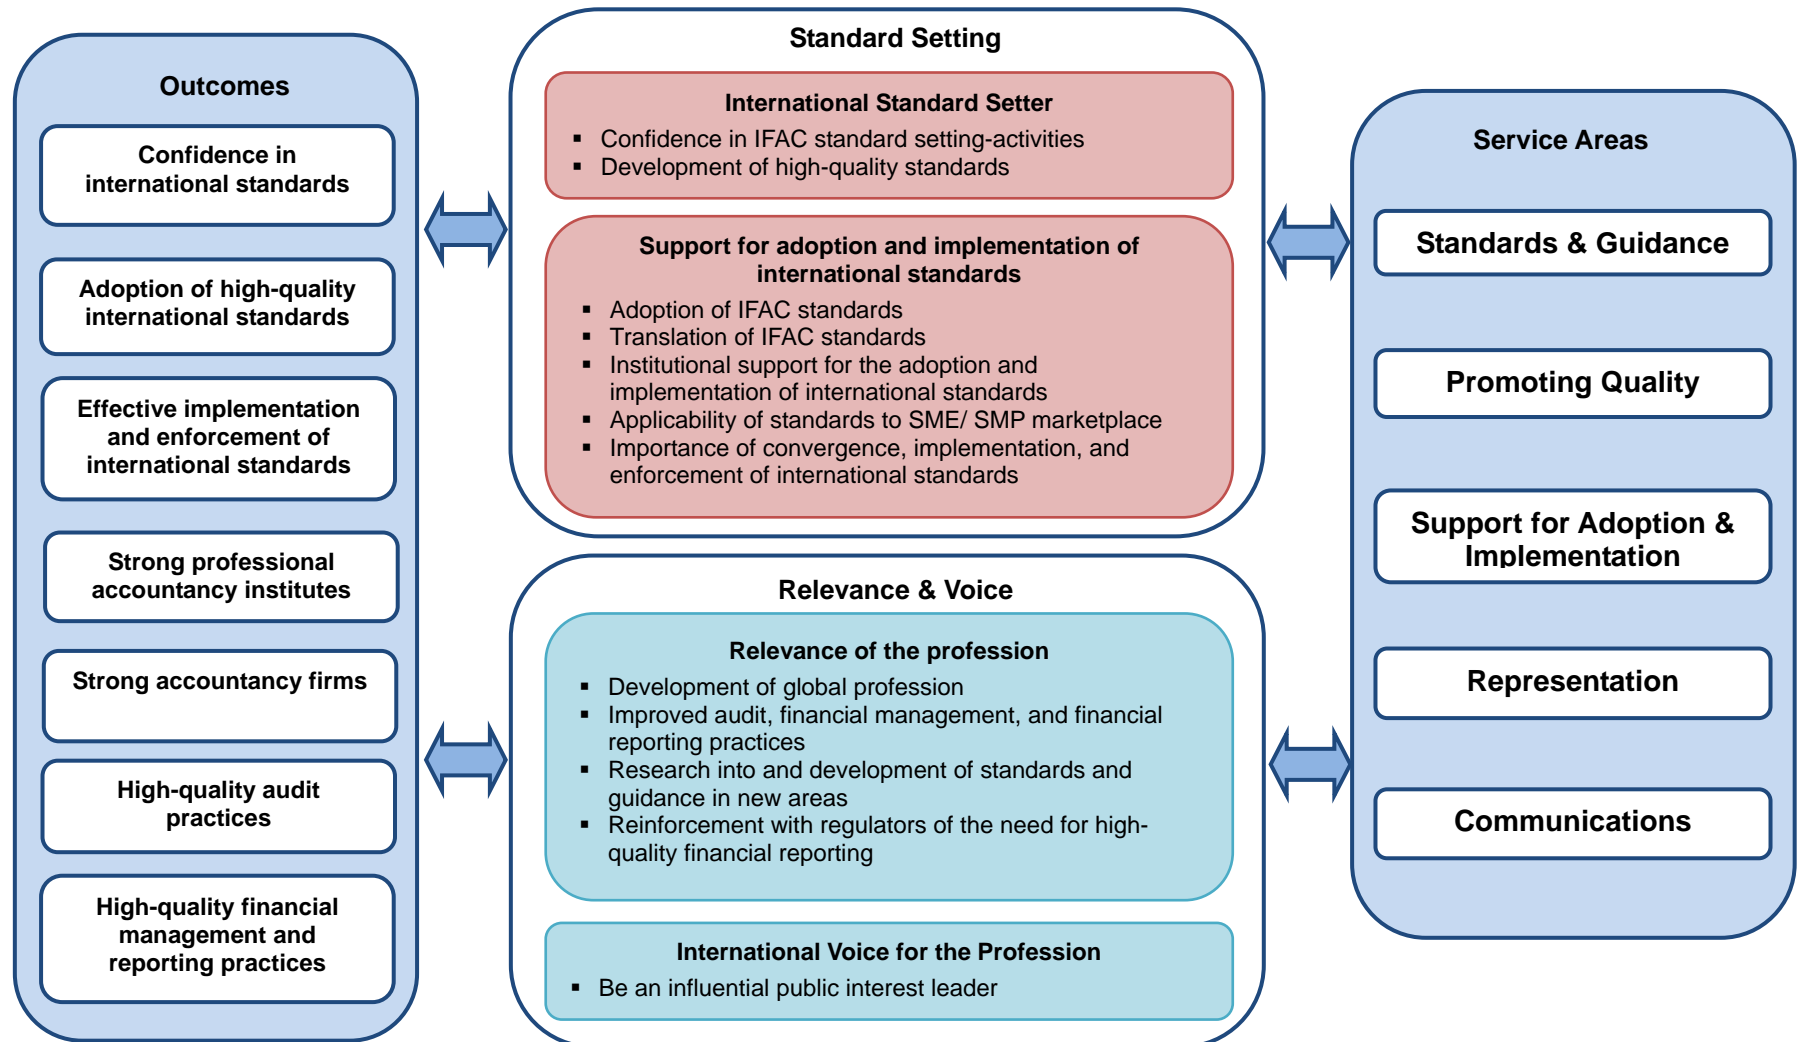 Outcomes
Confidence in
international standards
Adoption of high-quality
international standards
Effective implementation
and enforcement of
international standards
Strong professional
accountancy institutes
Strong accountancy firms
High-quality audit
practices
High-quality financial
management and
reporting practices
Standard Setting
International Standard Setter
▪ Confidence in IFAC standard setting-activities
▪ Development of high-quality standards
Support for adoption and implementation of
international standards
▪ Adoption of IFAC standards
▪ Translation of IFAC standards
▪ Institutional support for the adoption and
implementation of international standards
▪ Applicability of standards to SME/ SMP marketplace
▪ Importance of convergence, implementation, and
enforcement of international standards
Relevance & Voice
Relevance of the profession
▪ Development of global profession
▪ Improved audit, financial management, and financial
reporting practices
▪ Research into and development of standards and
guidance in new areas
▪ Reinforcement with regulators of the need for high-
quality financial reporting
International Voice for the Profession
▪ Be an influential public interest leader
Service Areas
Standards & Guidance
Promoting Quality
Support for Adoption &
Implementation
Representation
Communications